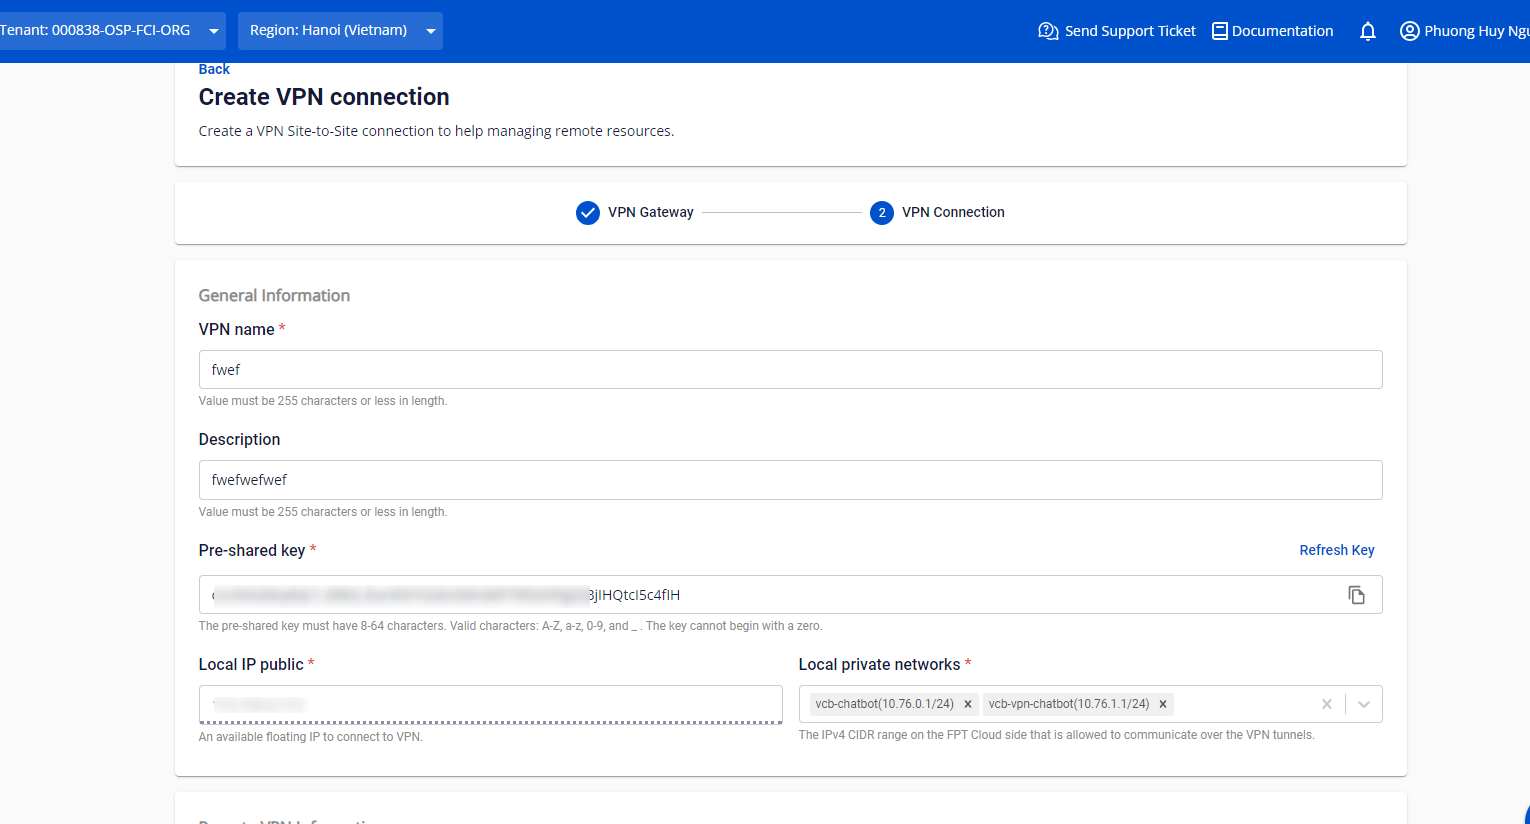 Tenant: 000838-OSP-FCI-ORG
Region: Hanoi (Vietnam)
Send Support Ticket
Documentation
Phuong Huy
Back
Create VPN connection
Create a VPN Site-to-Site connection to help managing remote resources.
VPN Gateway
2 VPN Connection
General Information
VPN name *
fwef
Value must be 255 characters or less in length.
Description
fwefwefwef
Value must be 255 characters or less in length.
Pre-shared key *
Refresh Key
The pre-shared key must have 8-64 characters. Valid characters: A-Z, a-z, 0-9, and _ . The key cannot begin with a zero.
Local IP public *
An available floating IP to connect to VPN.
Local private networks *
vcb-chatbot(10.76.0.1/24) × vcb-vpn-chatbot(10.76.1.1/24) ×
The IPv4 CIDR range on the FPT Cloud side that is allowed to communicate over the VPN tunnels.